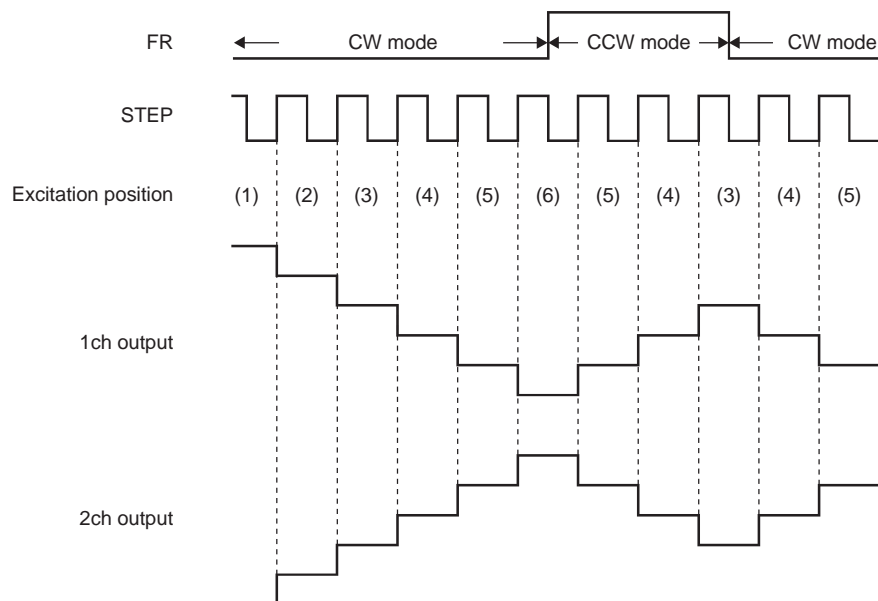 FR CW mode CCW mode CW mode
STEP
Excitation position (1) (2) (3) (4) (5) (6) (5) (4) (3) (4) (5)
1ch output
2ch output